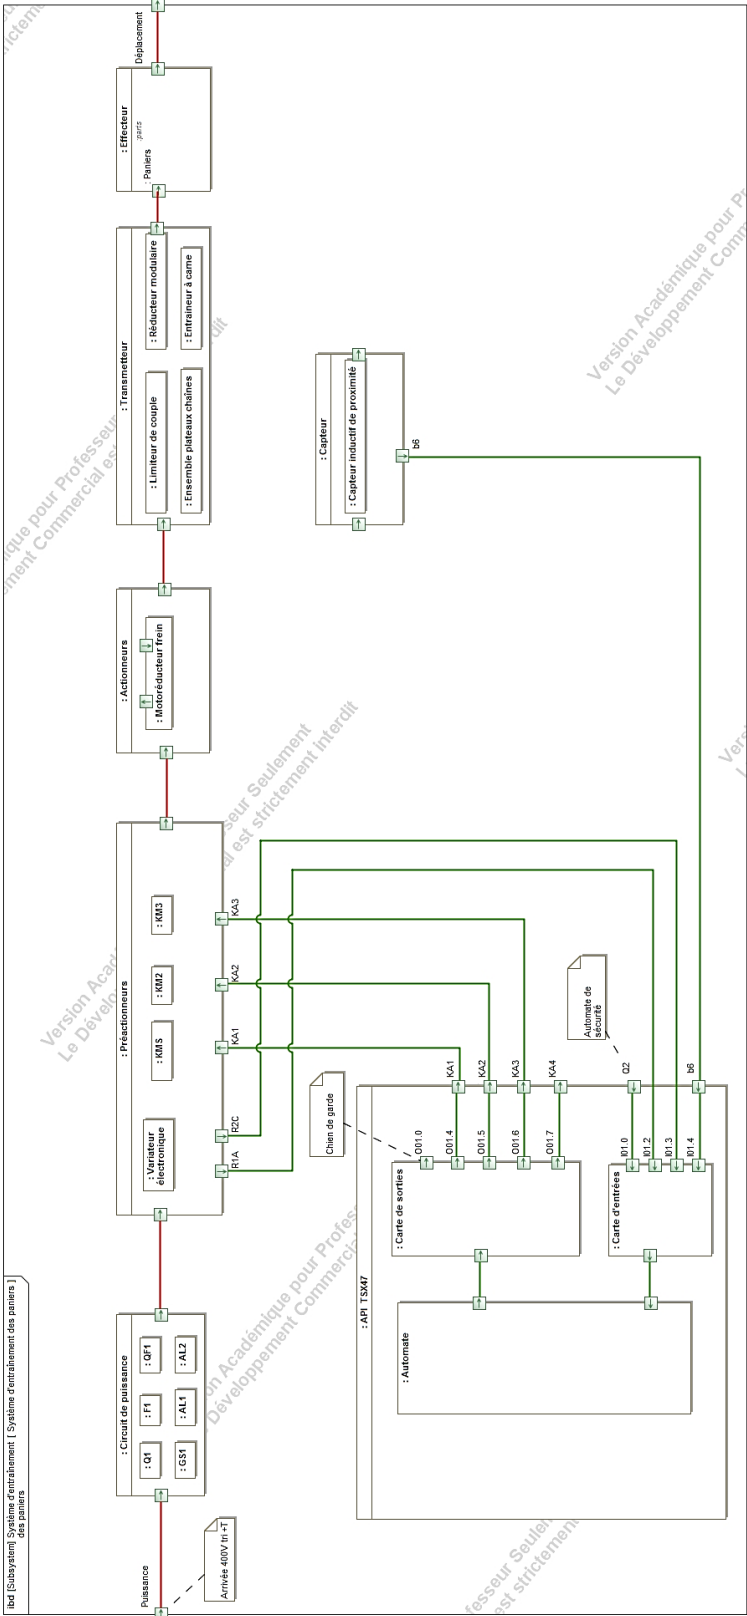 ibd [Subsystem] Système d'entraînement [ Système d'entraînement des paniers ]
des paniers
Puissance
Arrivée 400V tri +T
: Circuit de puissance
: Q1
: F1
: QF1
: GS1
: AL1
: AL2
: Préactionneurs
: Variateur
électronique
: KMS
: KM2
: KM3
R1A
R2C
KA1
KA2
KA3
: Actionneurs
: Motoréducteur frein
: Transmetteur
: Limiteur de couple
: Réducteur modulaire
: Ensemble plateaux chaînes
: Entraineur à came
: Effecteur
:parts
: Paniers
Déplacement
: Capteur
: Capteur inductif de proximité
b6
: API TSX47
: Automate
: Carte de sorties
O01.0
O01.4
O01.5
O01.6
O01.7
KA1
KA2
KA3
KA4
Chien de garde
: Carte d'entrées
I01.0
I01.2
I01.3
I01.4
Q2
b6
Automate de
sécurité
Version Académique pour Professeur Seulement
Le Développement Commercial est strictement interdit